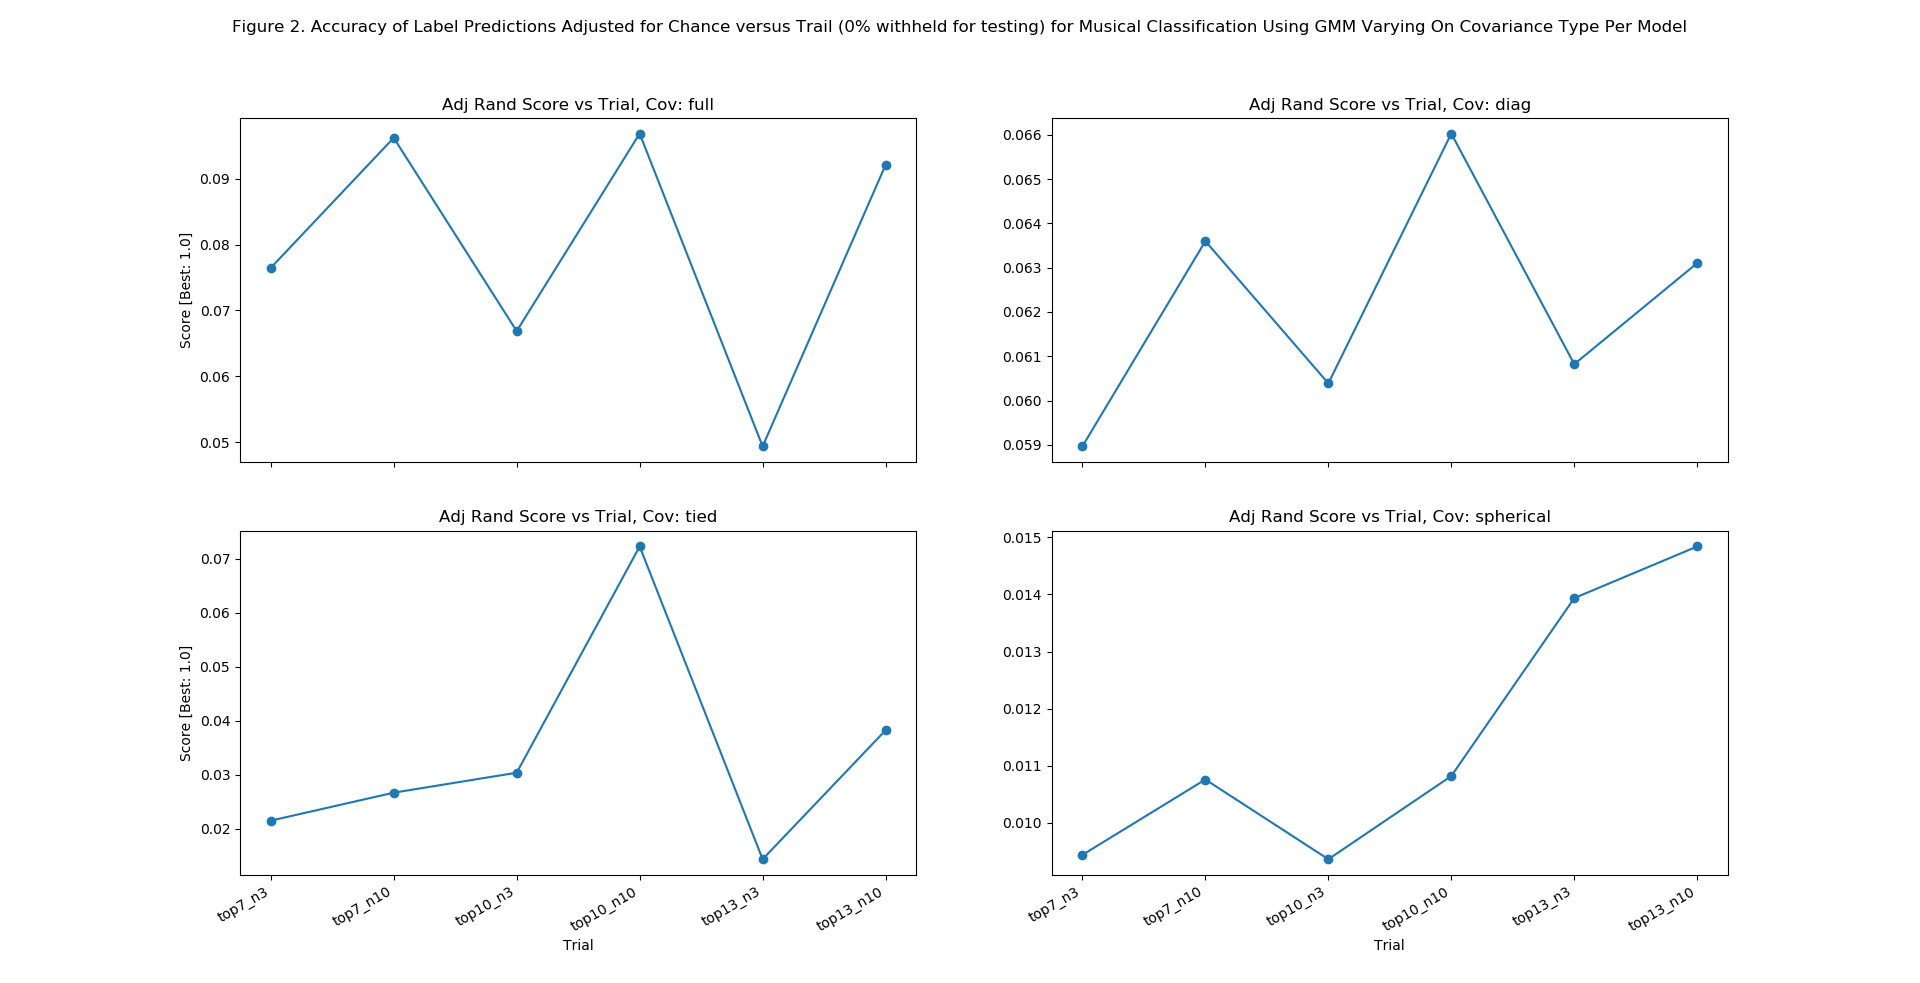 Figure 2. Accuracy of Label Predictions Adjusted for Chance versus Trail (0% withheld for testing) for Musical Classification Using GMM Varying On Covariance Type Per Model
Adj Rand Score vs Trial, Cov: full
0.09
0.08
0.07
0.06
0.05
Score [Best: 1.0]
Adj Rand Score vs Trial, Cov: diag
0.066
0.065
0.064
0.063
0.062
0.061
0.060
0.059
Adj Rand Score vs Trial, Cov: tied
0.07
0.06
0.05
0.04
0.03
0.02
Score [Best: 1.0]
top7_n3
top7_n10
top10_n3
top10_n10
top13_n3
top13_n10
Trial
Adj Rand Score vs Trial, Cov: spherical
0.015
0.014
0.013
0.012
0.011
0.010
top7_n3
top7_n10
top10_n3
top10_n10
top13_n3
top13_n10
Trial